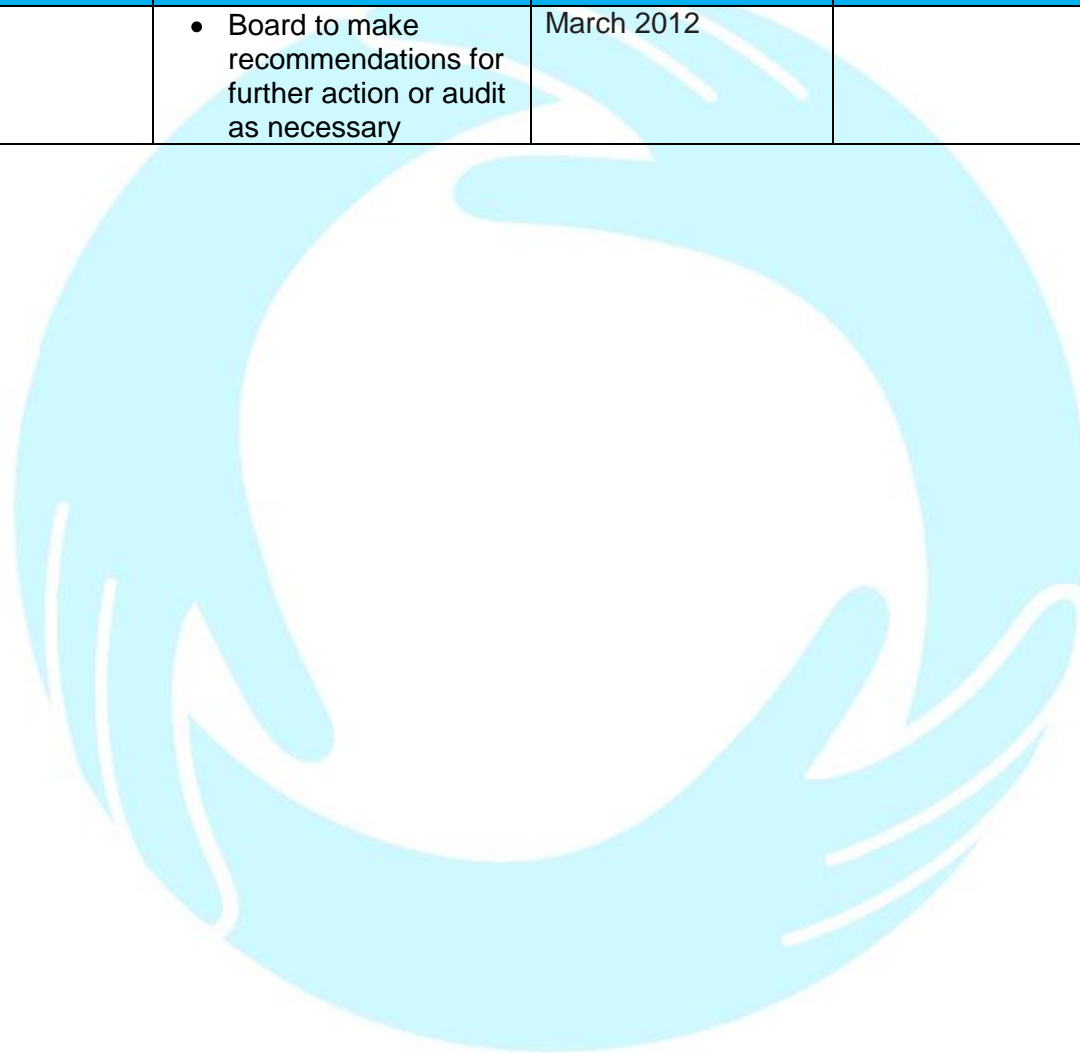 • Board to make March 2012
recommendations for
further action or audit
as necessary